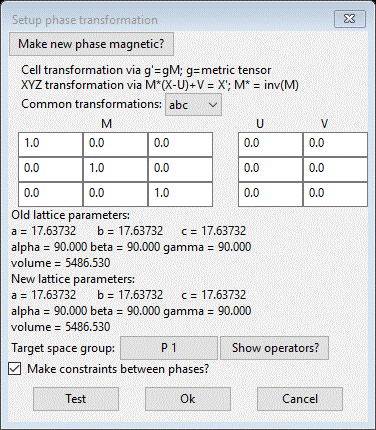 Setup phase transformation
Make new phase magnetic?
Cell transformation via g'=gM; g=metric tensor
XYZ transformation via M*(X-U)+V = X'; M* = inv(M)
Common transformations: abc
M U V
1.0 0.0 0.0 0.0 0.0
0.0 1.0 0.0 0.0 0.0
0.0 0.0 1.0 0.0 0.0
Old lattice parameters:
a = 17.63732 b = 17.63732 c = 17.63732
alpha = 90.000 beta = 90.000 gamma = 90.000
volume = 5486.530
New lattice parameters:
a = 17.63732 b = 17.63732 c = 17.63732
alpha = 90.000 beta = 90.000 gamma = 90.000
volume = 5486.530
Target space group: P 1 Show operators?
Make constraints between phases?
Test Ok Cancel